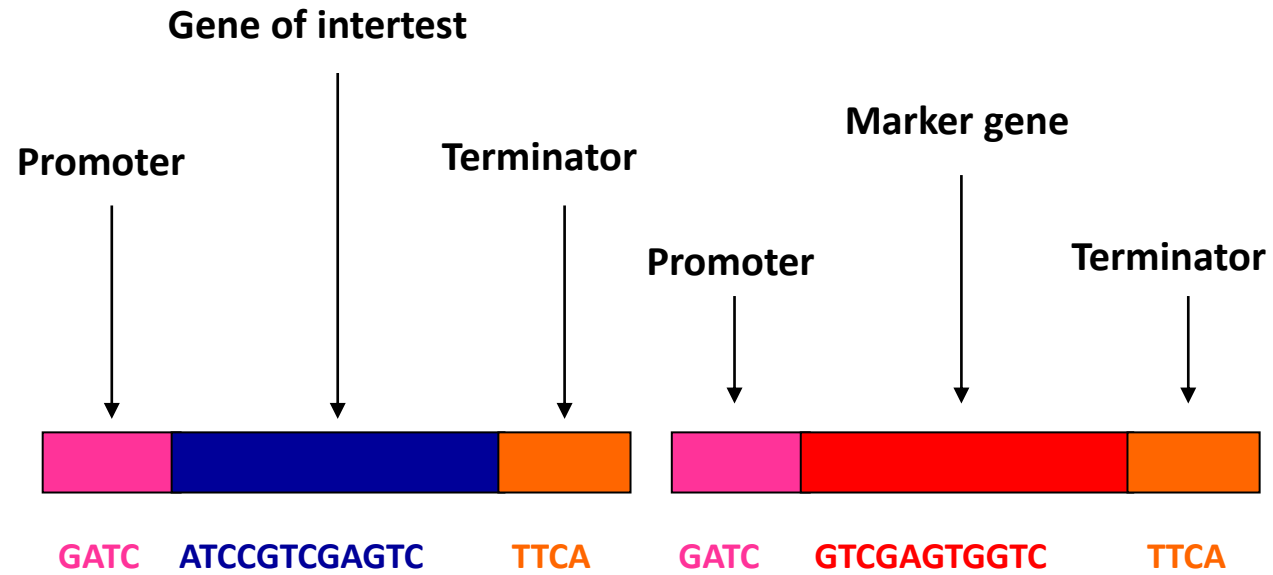 Gene of intertest
Marker gene
Promoter
Terminator
Promoter
Terminator
GATC ATCCGTCGAGTC TTCA GATC GTCGAGTGGTC TTCA